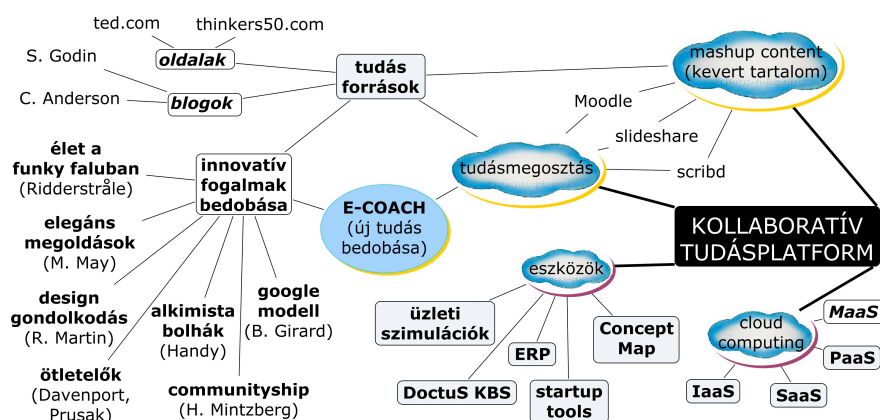 ted.com
thinkers50.com
oldalak
S. Godin
C. Anderson
blogok
tudás
források
mashup content
(kevert tartalom)
Moodle
slideshare
scribd
tudásmegosztás
élet a
funky faluban
(Ridderstråle)
innovatív
fogalmak
bedobása
E-COACH
(új tudás
bedobása)
KOLLABORATÍV
TUDÁSPLATFORM
elegáns
megoldások
(M. May)
design
gondolkodás
(R. Martin)
ötletelők
(Davenport,
Prusak)
alkimista
bolhák
(Handy)
google
modell
(B. Girard)
communityship
(H. Mintzberg)
eszközök
üzleti
szimulációk
DoctuS KBS
ERP
startup
tools
Concept
Map
cloud
computing
MaaS
PaaS
SaaS
IaaS